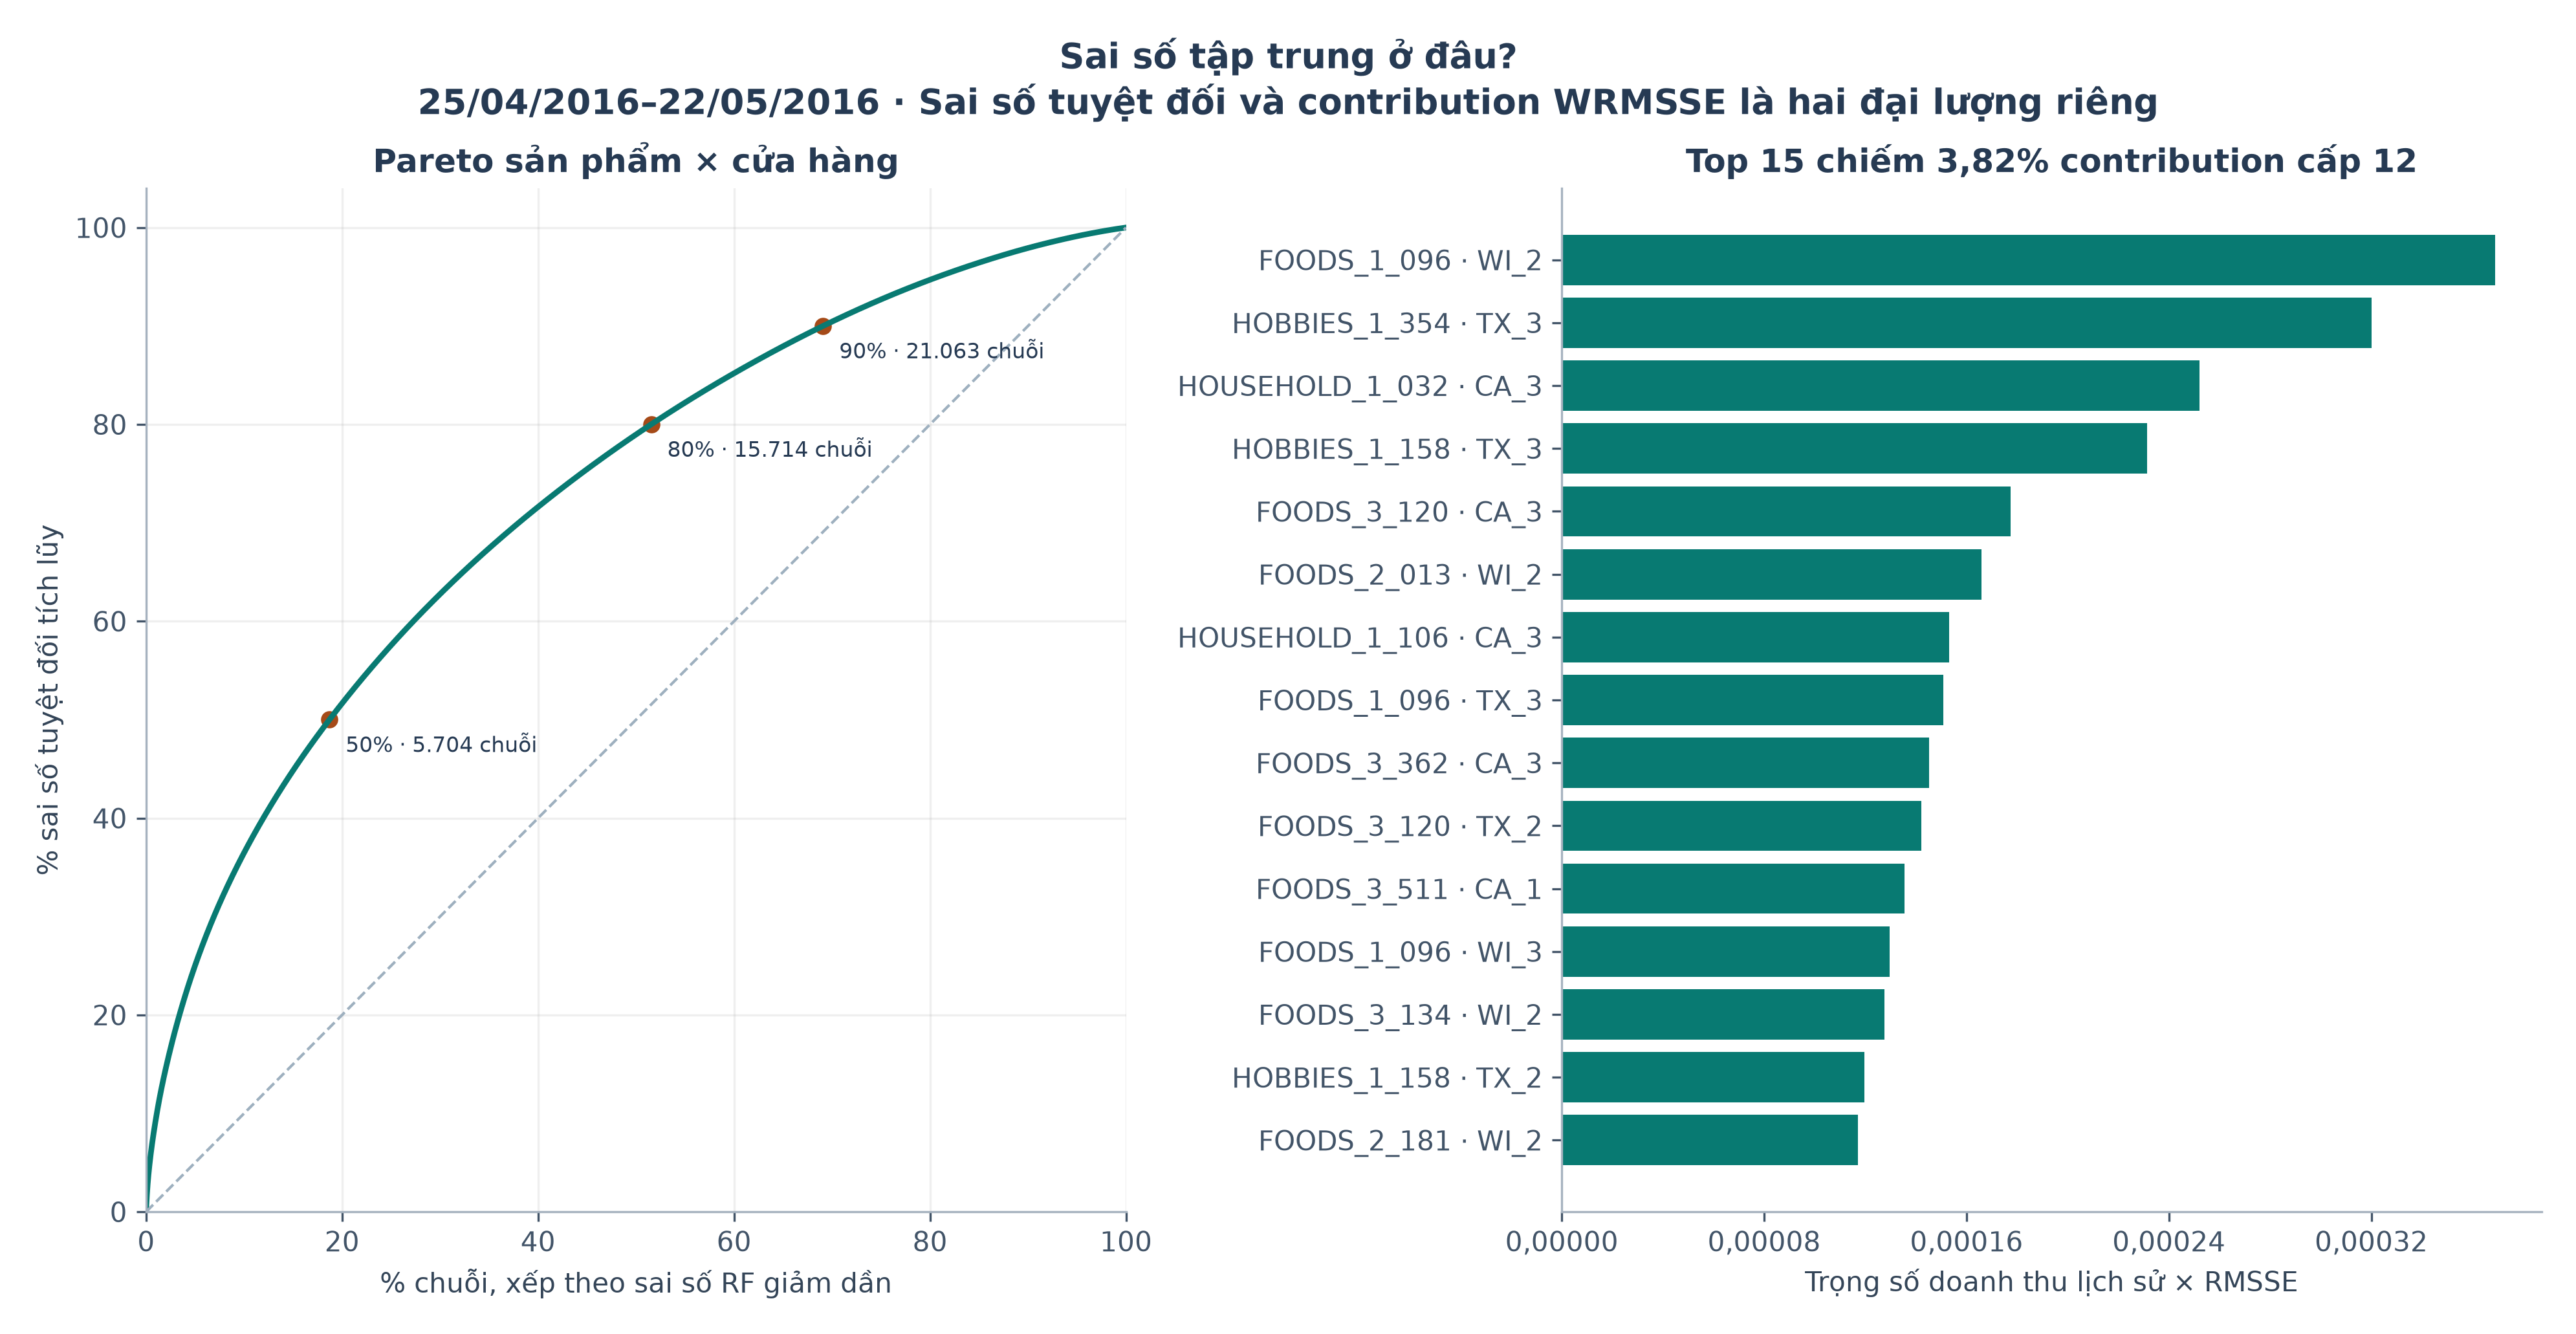 Sai số tập trung ở đâu?
25/04/2016–22/05/2016 · Sai số tuyệt đối và contribution WRMSSE là hai đại lượng riêng
Pareto sản phẩm × cửa hàng
% sai số tuyệt đối tích lũy
100
80
60
40
20
0
90% · 21.063 chuỗi
80% · 15.714 chuỗi
50% · 5.704 chuỗi
0 20 40 60 80 100
% chuỗi, xếp theo sai số RF giảm dần
Top 15 chiếm 3,82% contribution cấp 12
FOODS_1_096 · WI_2
HOBBIES_1_354 · TX_3
HOUSEHOLD_1_032 · CA_3
HOBBIES_1_158 · TX_3
FOODS_3_120 · CA_3
FOODS_2_013 · WI_2
HOUSEHOLD_1_106 · CA_3
FOODS_1_096 · TX_3
FOODS_3_362 · CA_3
FOODS_3_120 · TX_2
FOODS_3_511 · CA_1
FOODS_1_096 · WI_3
FOODS_3_134 · WI_2
HOBBIES_1_158 · TX_2
FOODS_2_181 · WI_2
0,00000 0,00008 0,00016 0,00024 0,00032
Trọng số doanh thu lịch sử × RMSSE